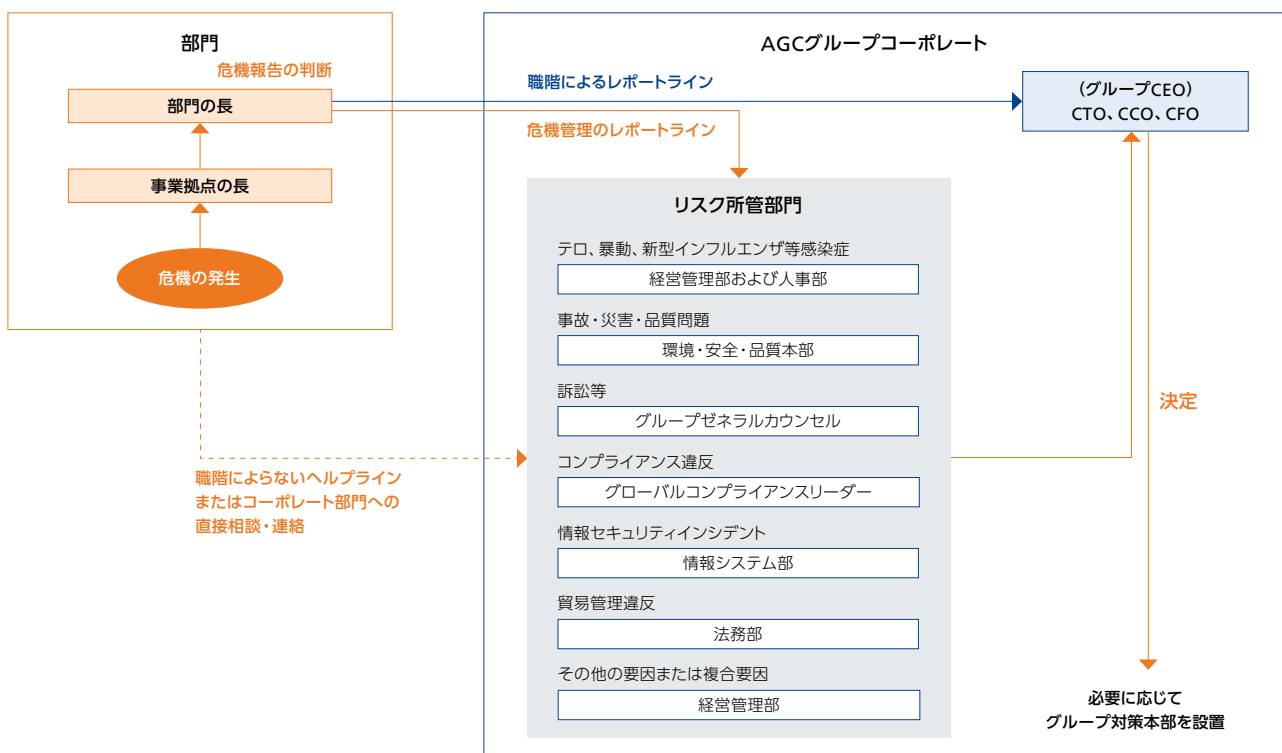 部門
危機報告の判断
部門の長
事業拠点の長
危機の発生
職階によらないヘルプライン
またはコーポレート部門への
直接相談・連絡
AGCグループコーポレート
職階によるレポートライン
危機管理のレポートライン
(グループCEO)
CTO、CCO、CFO
リスク所管部門
テロ、暴動、新型インフルエンザ等感染症
経営管理部および人事部
事故・災害・品質問題
環境・安全・品質本部
訴訟等
グループゼネラルカウンセル
コンプライアンス違反
グローバルコンプライアンスリーダー
情報セキュリティインシデント
情報システム部
貿易管理違反
法務部
その他の要因または複合要因
経営管理部
決定
必要に応じて
グループ対策本部を設置